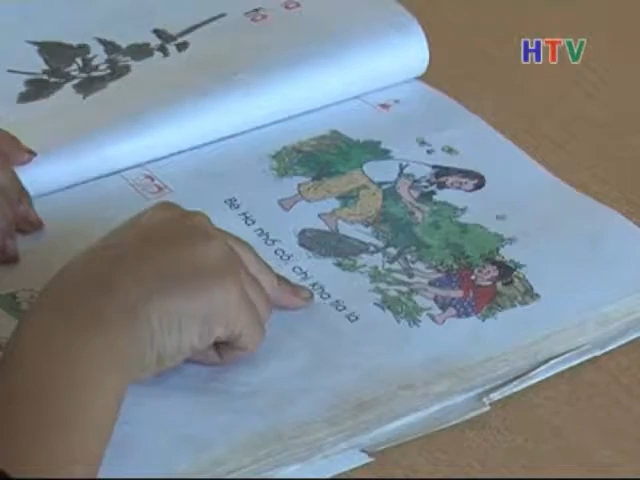 HTV
Bé Hà nhổ cỏ, chị Kha tỉa lá